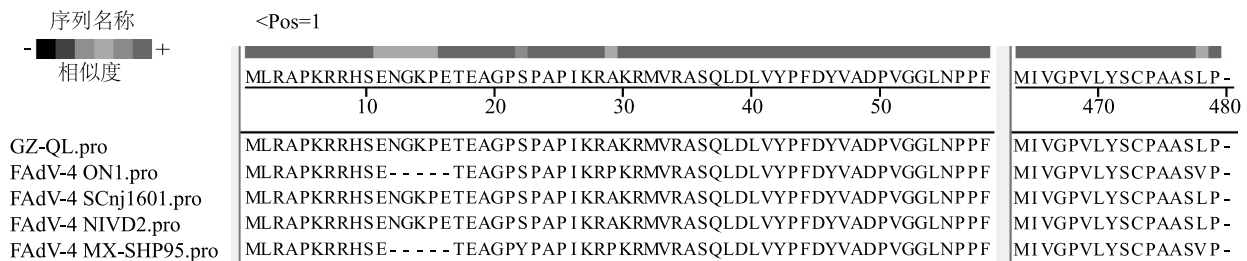 序列名称
<Pos=1
- +
相似度
MLRAPKRRHSENGKPETEAGPSPAPIKRAKRMVRASQLDLVYPFDYVADPVGGLNPPF MIVGPVLYSCPAASLP-
10 20 30 40 50 470 480
GZ-QL.pro MLRAPKRRHSENGKPETEAGPSPAPIKRAKRMVRASQLDLVYPFDYVADPVGGLNPPF MIVGPVLYSCPAASLP-
FAdV-4 ON1.pro MLRAPKRRHSE-----TEAGPSPAPIKRPKRMVRASQLDLVYPFDYVADPVGGLNPPF MIVGPVLYSCPAASVP-
FAdV-4 SCnj1601.pro MLRAPKRRHSENGKPETEAGPSPAPIKRAKRMVRASQLDLVYPFDYVADPVGGLNPPF MIVGPVLYSCPAASLP-
FAdV-4 NIVD2.pro MLRAPKRRHSENGKPETEAGPSPAPIKRAKRMVRASQLDLVYPFDYVADPVGGLNPPF MIVGPVLYSCPAASLP-
FAdV-4 MX-SHP95.pro MLRAPKRRHSE-----TEAGPYPAPIKRPKRMVRASQLDLVYPFDYVADPVGGLNPPF MIVGPVLYSCPAASVP-